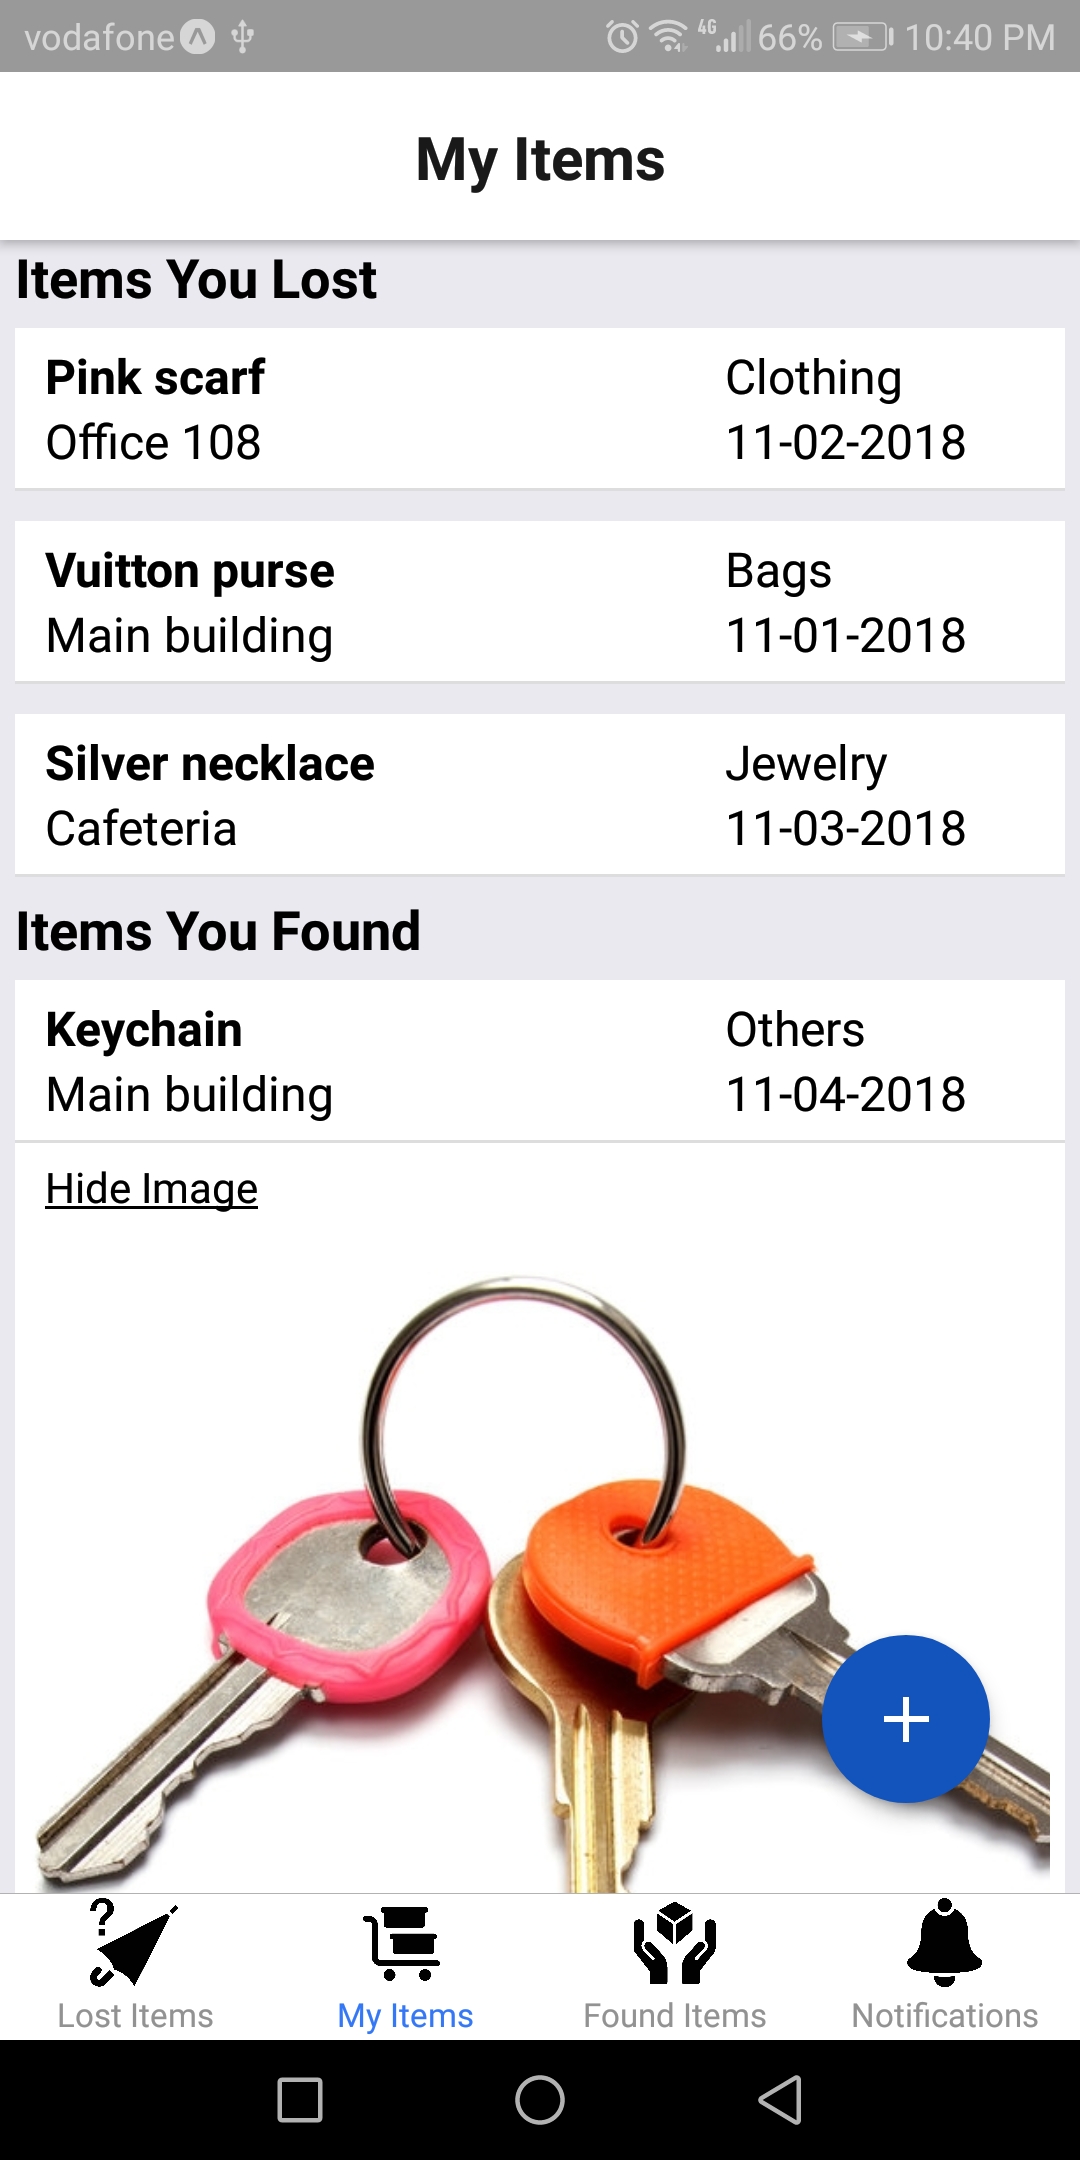 vodafone 4G 66% 10:40 PM
My Items
Items You Lost
Pink scarf Clothing
Office 108 11-02-2018
Vuitton purse Bags
Main building 11-01-2018
Silver necklace Jewelry
Cafeteria 11-03-2018
Items You Found
Keychain Others
Main building 11-04-2018
Hide Image
+
?
Lost Items My Items Found Items Notifications